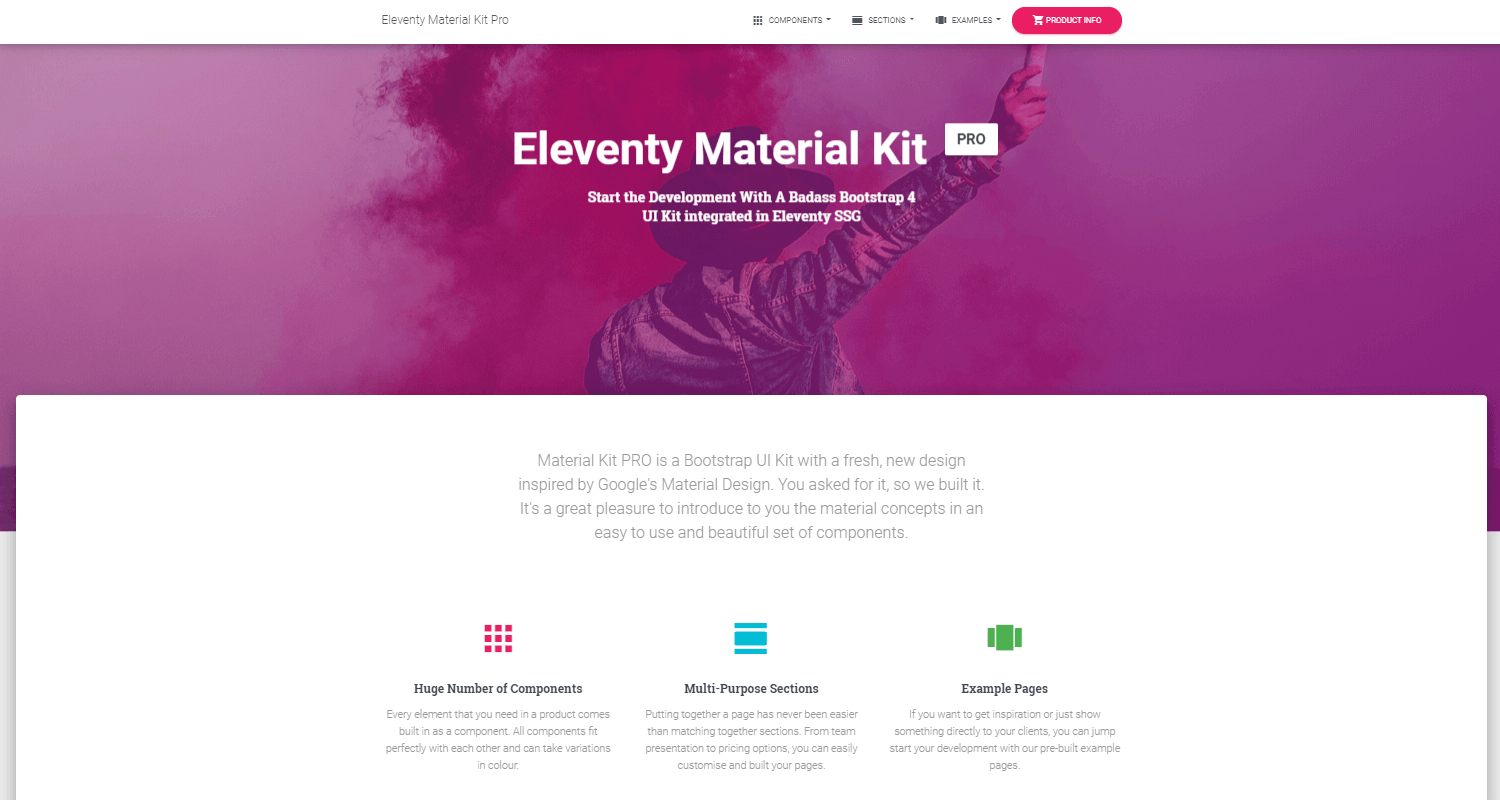 Eleventy Material Kit Pro
COMPONENTS
SECTIONS
EXAMPLES
PRODUCT INFO
Eleventy Material Kit PRO
Start the Development With A Badass Bootstrap 4
UI Kit integrated in Eleventy SSG
Material Kit PRO is a Bootstrap UI Kit with a fresh, new design
inspired by Google's Material Design. You asked for it, so we built it.
It's a great pleasure to introduce to you the material concepts in an
easy to use and beautiful set of components.
Huge Number of Components
Every element that you need in a product comes
built in as a component. All components fit
perfectly with each other and can take variations
in colour.
Multi-Purpose Sections
Putting together a page has never been easier
than matching together sections. From team
presentation to pricing options, you can easily
customise and built your pages.
Example Pages
If you want to get inspiration or just show
something directly to your clients, you can jump
start your development with our pre-built example
pages.